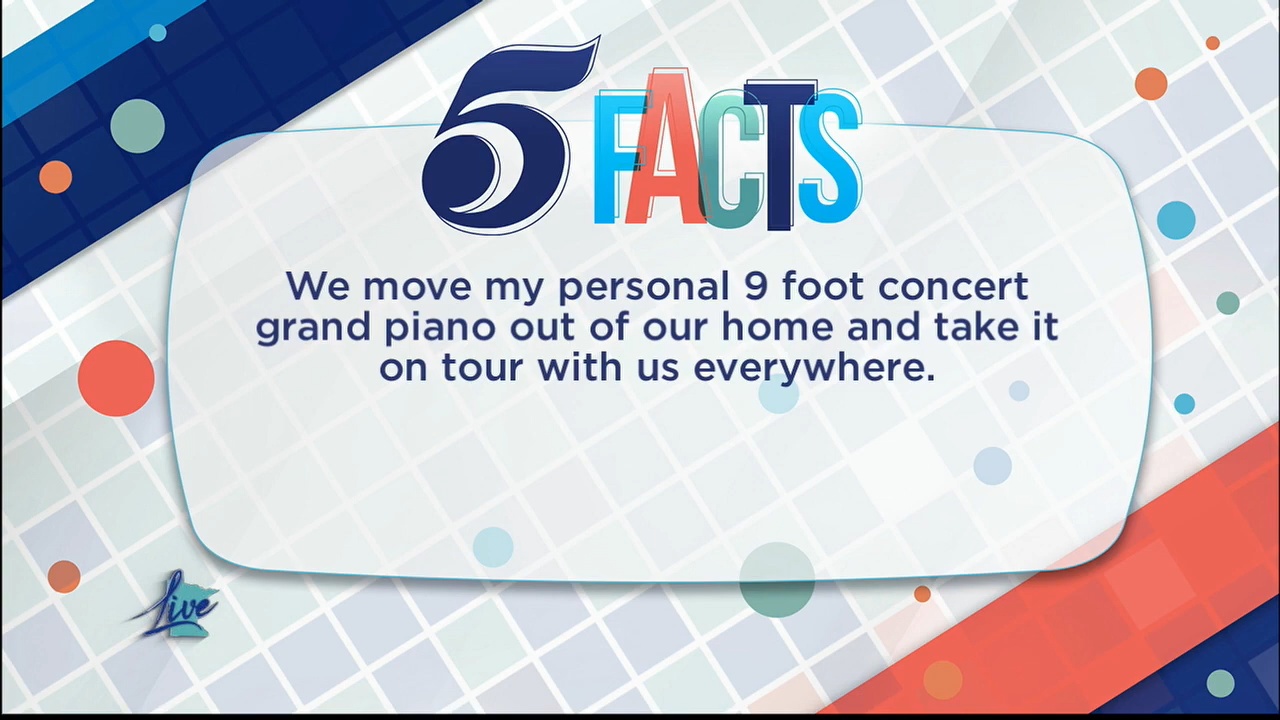 5 FACTS
We move my personal 9 foot concert
grand piano out of our home and take it
on tour with us everywhere.
Live